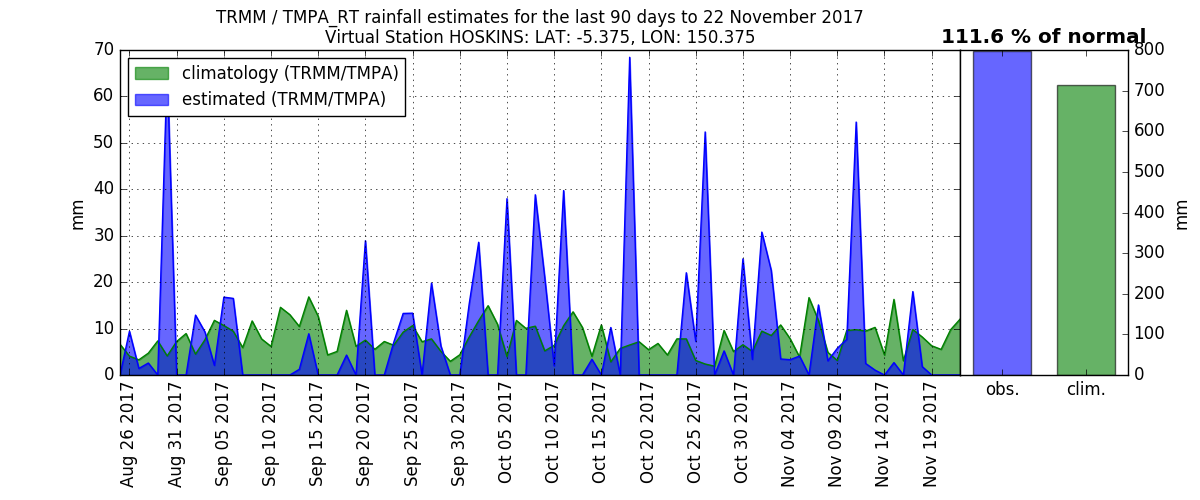 TRMM / TMPA_RT rainfall estimates for the last 90 days to 22 November 2017
Virtual Station HOSKINS: LAT: -5.375, LON: 150.375
111.6 % of normal
climatology (TRMM/TMPA)
estimated (TRMM/TMPA)
70
60
50
40
30
20
10
0
mm
800
700
600
500
400
300
200
100
0
mm
obs.
clim.
Aug 26 2017
Aug 31 2017
Sep 05 2017
Sep 10 2017
Sep 15 2017
Sep 20 2017
Sep 25 2017
Sep 30 2017
Oct 05 2017
Oct 10 2017
Oct 15 2017
Oct 20 2017
Oct 25 2017
Oct 30 2017
Nov 04 2017
Nov 09 2017
Nov 14 2017
Nov 19 2017